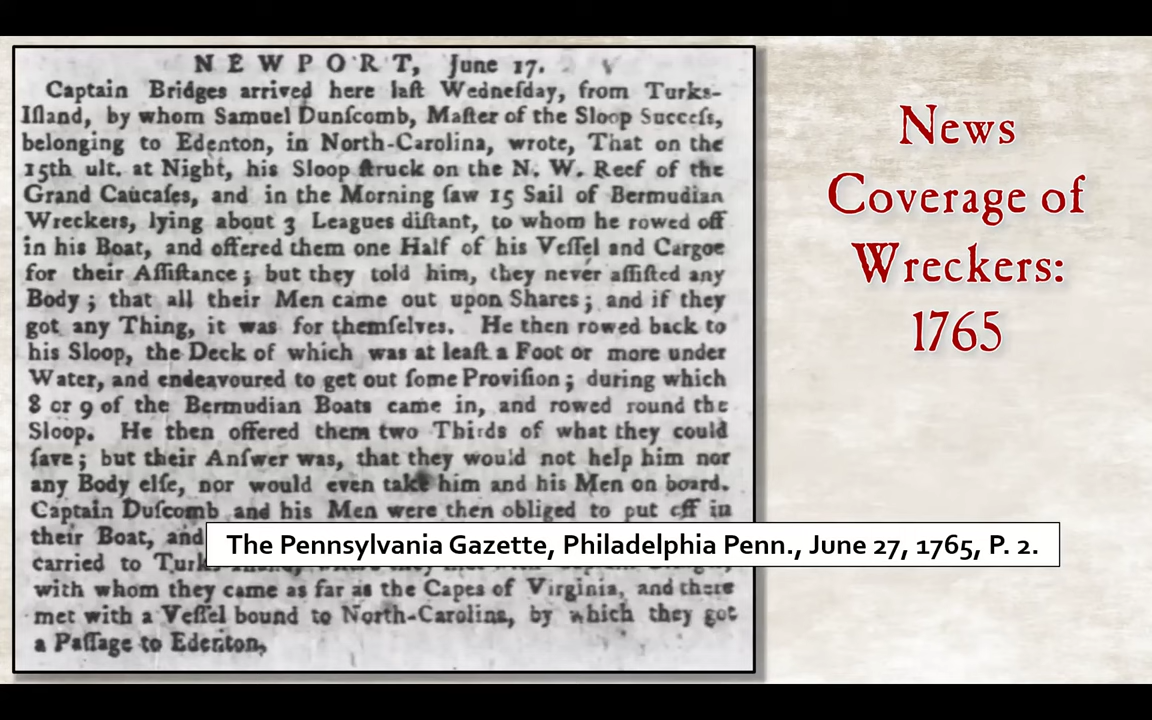 NEWPORT, June 17.
Captain Bridges arrived here laſt Wedneſday, from Turks-
Iſland, by whom Samuel Dunſcomb, Maſter of the Sloop Succeſs,
belonging to Edenton, in North-Carolina, wrote, That on the
15th ult. at Night, his Sloop ſtruck on the N. W. Reef of the
Grand Caucaſes, and in the Morning ſaw 15 Sail of Bermudian
Wreckers, lying about 3 Leagues diſtant, to whom he rowed off
in his Boat, and offered them one Half of his Veſſel and Cargoe
for their Aſſiſtance; but they told him, they never aſſiſted any
Body; that all their Men came out upon Shares; and if they
got any Thing, it was for themſelves. He then rowed back to
his Sloop, the Deck of which was at leaſt a Foot or more under
Water, and endeavoured to get out ſome Proviſion; during which
8 or 9 of the Bermudian Boats came in, and rowed round the
Sloop. He then offered them two Thirds of what they could
ſave; but their Anſwer was, that they would not help him nor
any Body elſe, nor would even take him and his Men on board.
Captain Duſcomb and his Men were then obliged to put off in
their Boat, and
carried to Turks
with whom they came as far as the Capes of Virginia, and there
met with a Veſſel bound to North-Carolina, by which they got
a Paſſage to Edenton,
The Pennsylvania Gazette, Philadelphia Penn., June 27, 1765, P. 2.
News
Coverage of
Wreckers:
1765